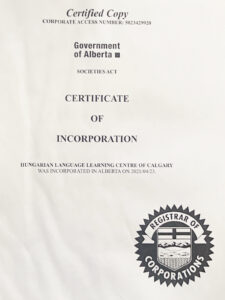 Certified Copy
CORPORATE ACCESS NUMBER: 5023429928
Government
of Alberta
SOCIETIES ACT
CERTIFICATE
OF
INCORPORATION
HUNGARIAN LANGUAGE LEARNING CENTRE OF CALGARY
WAS INCORPORATED IN ALBERTA ON 2021/04/23.
REGISTRAR OF
CORPORATIONS